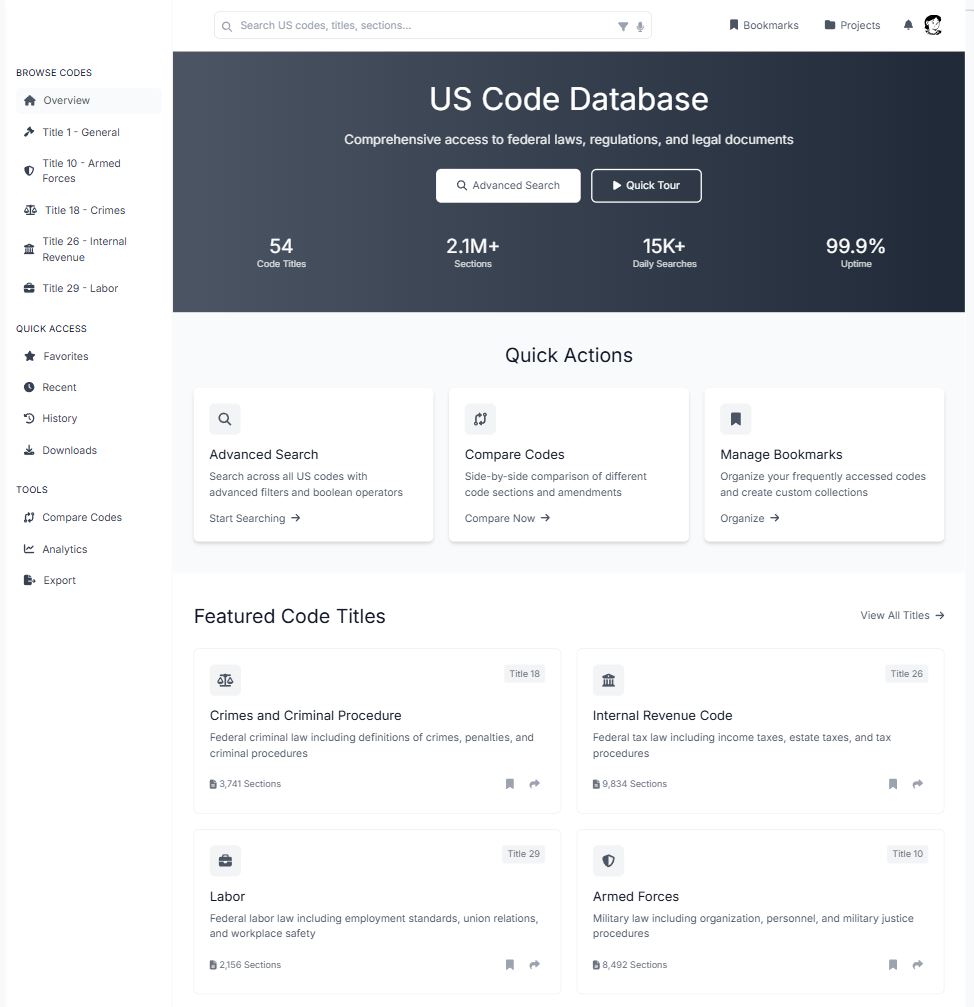 Search US codes, titles, sections...
Bookmarks
Projects
BROWSE CODES
Overview
Title 1 - General
Title 10 - Armed
Forces
Title 18 - Crimes
Title 26 - Internal
Revenue
Title 29 - Labor
QUICK ACCESS
Favorites
Recent
History
Downloads
TOOLS
Compare Codes
Analytics
Export
US Code Database
Comprehensive access to federal laws, regulations, and legal documents
Advanced Search
Quick Tour
54
Code Titles
2.1M+
Sections
15K+
Daily Searches
99.9%
Uptime
Quick Actions
Advanced Search
Search across all US codes with
advanced filters and boolean operators
Start Searching
Compare Codes
Side-by-side comparison of different
code sections and amendments
Compare Now
Manage Bookmarks
Organize your frequently accessed codes
and create custom collections
Organize
Featured Code Titles
View All Titles
Title 18
Crimes and Criminal Procedure
Federal criminal law including definitions of crimes, penalties, and
criminal procedures
3,741 Sections
Title 26
Internal Revenue Code
Federal tax law including income taxes, estate taxes, and tax
procedures
9,834 Sections
Title 29
Labor
Federal labor law including employment standards, union relations,
and workplace safety
2,156 Sections
Title 10
Armed Forces
Military law including organization, personnel, and military justice
procedures
8,492 Sections